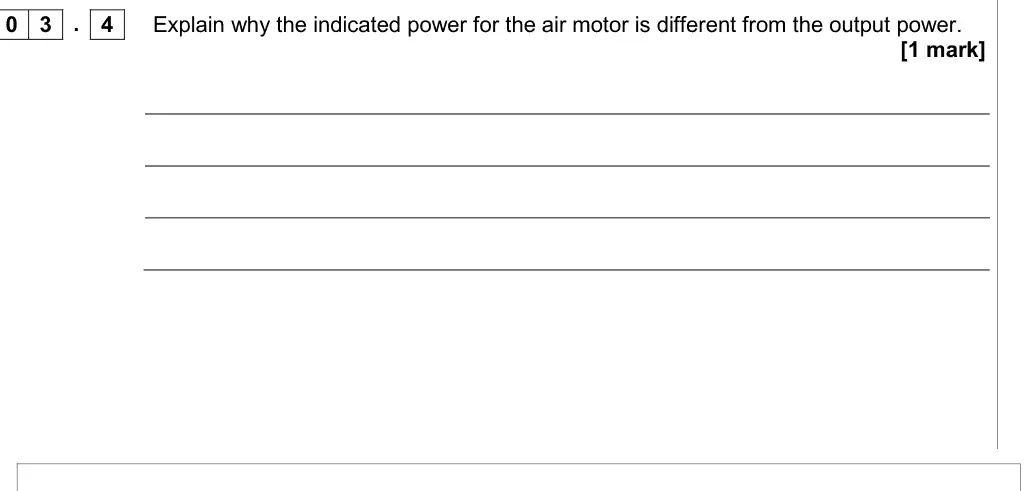 0 3 . 4 Explain why the indicated power for the air motor is different from the output power.
[1 mark]